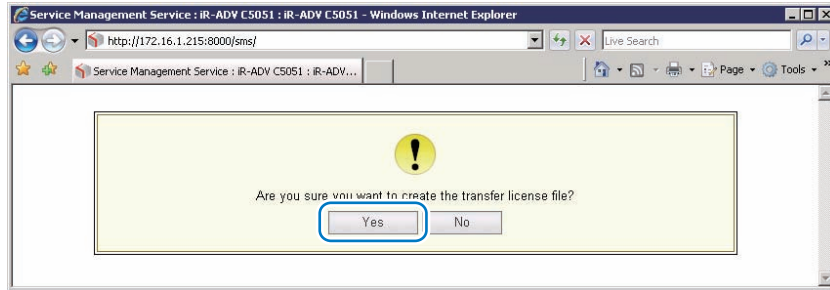 Service Management Service : iR-ADV C5051 : iR-ADV C5051 - Windows Internet Explorer
http://172.16.1.215:8000/sms/
Live Search
Service Management Service : iR-ADV C5051 : iR-ADV...
Page
Tools
Are you sure you want to create the transfer license file?
Yes
No